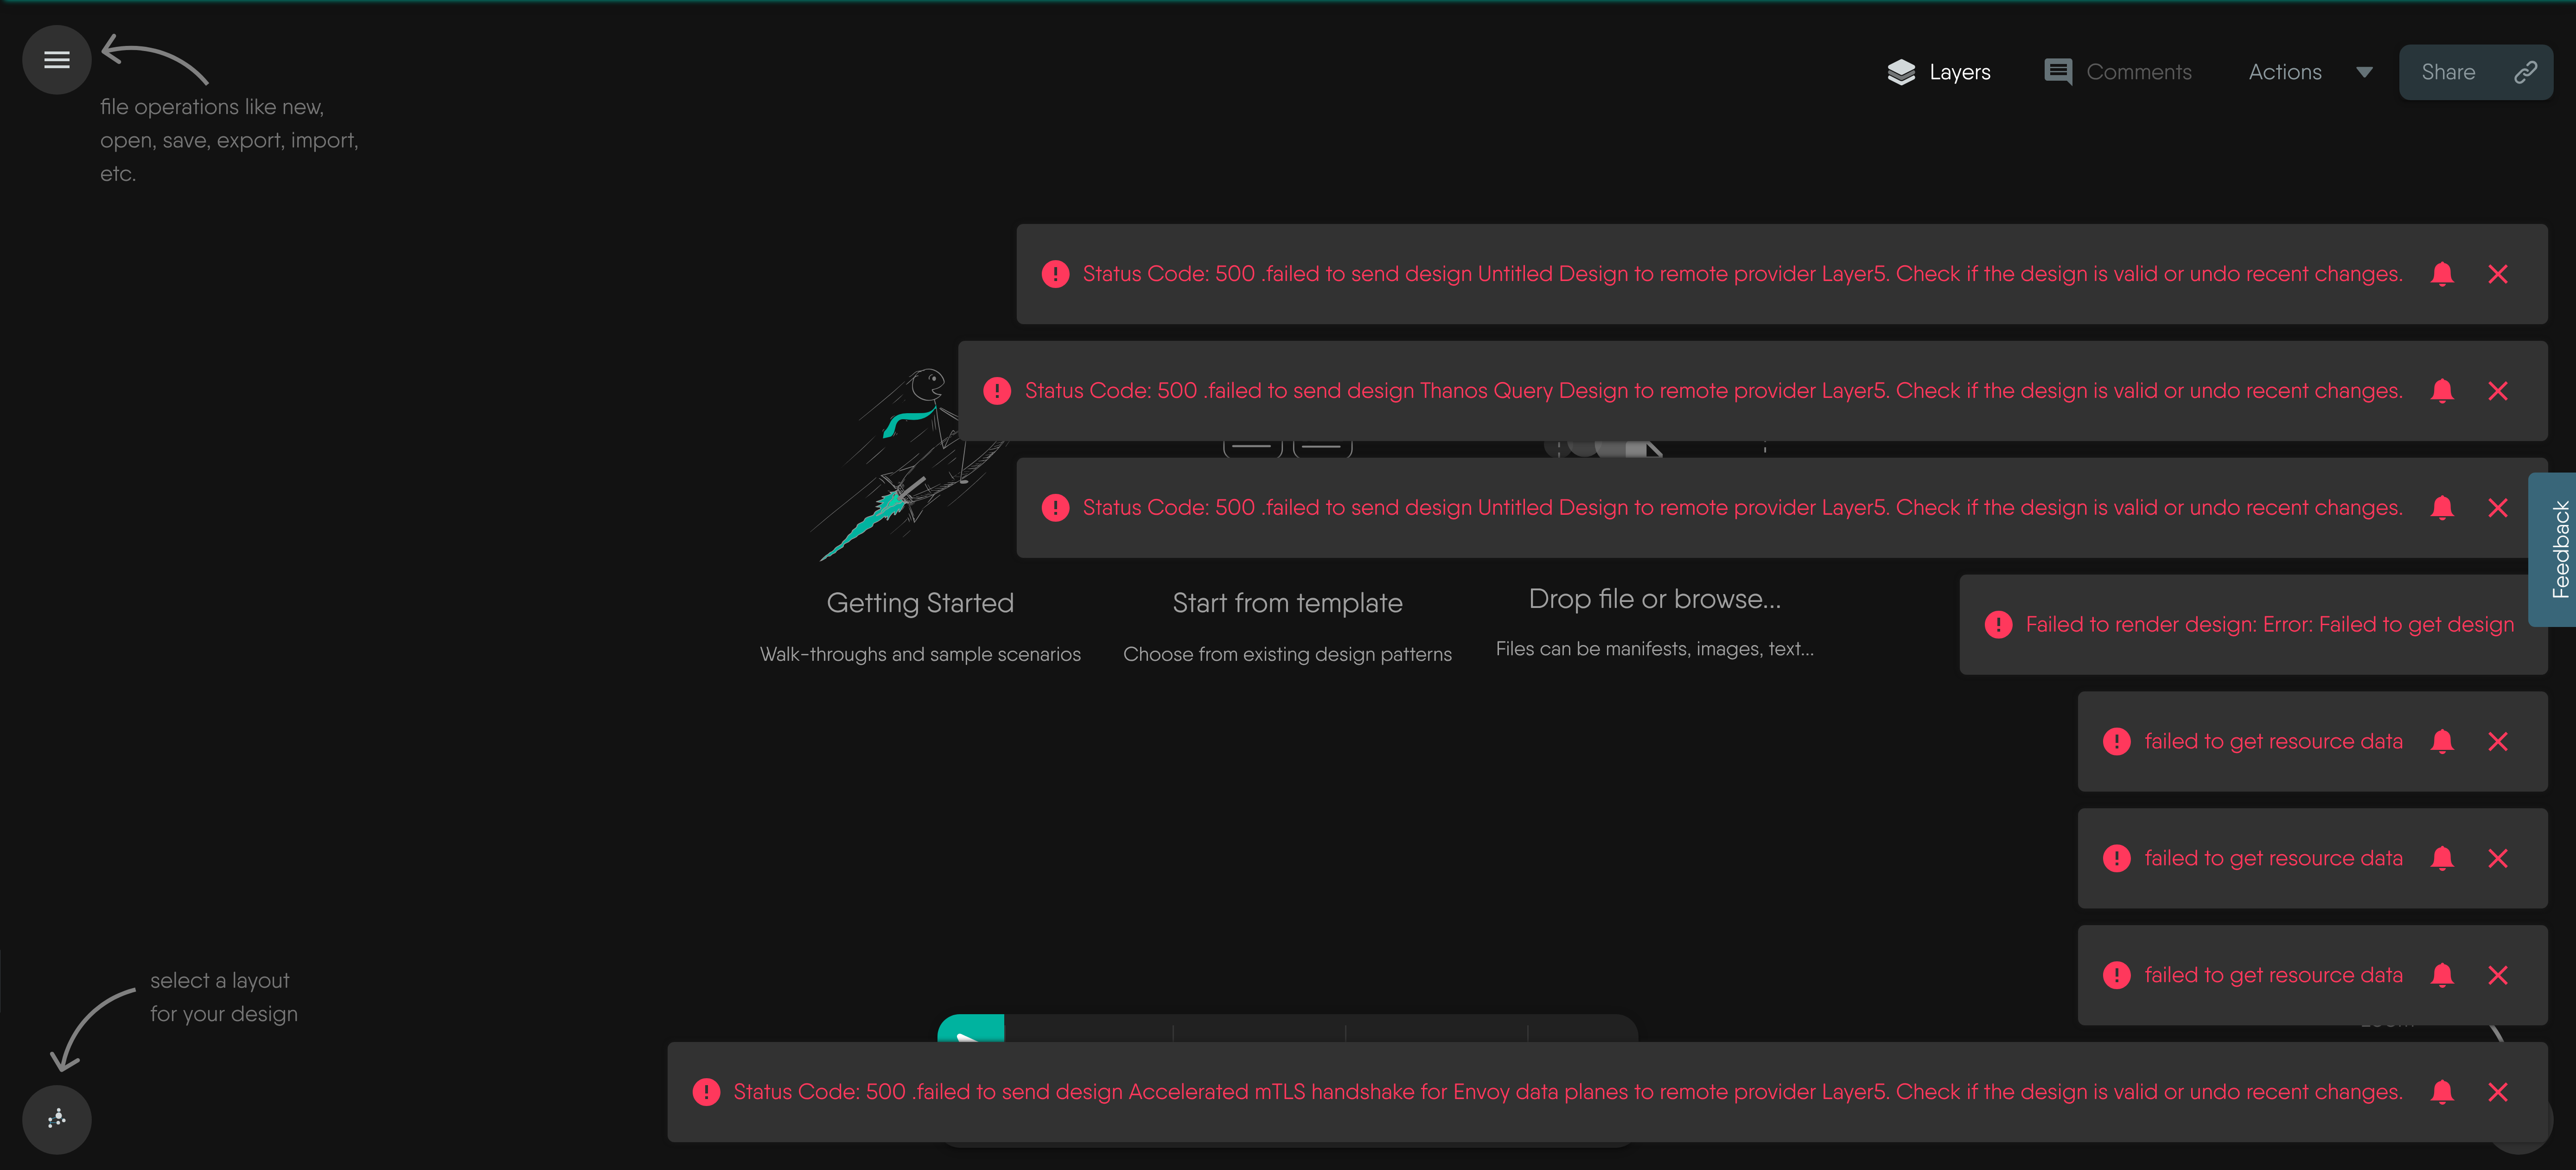 Layers
Comments
Actions
Share
file operations like new,
open, save, export, import,
etc.
Status Code: 500 .failed to send design Untitled Design to remote provider Layer5. Check if the design is valid or undo recent changes.
Status Code: 500 .failed to send design Thanos Query Design to remote provider Layer5. Check if the design is valid or undo recent changes.
Status Code: 500 .failed to send design Untitled Design to remote provider Layer5. Check if the design is valid or undo recent changes.
Feedback
Getting Started
Start from template
Drop file or browse...
Walk-throughs and sample scenarios
Choose from existing design patterns
Files can be manifests, images, text...
Failed to render design: Error: Failed to get design
failed to get resource data
failed to get resource data
failed to get resource data
select a layout
for your design
Status Code: 500 .failed to send design Accelerated mTLS handshake for Envoy data planes to remote provider Layer5. Check if the design is valid or undo recent changes.